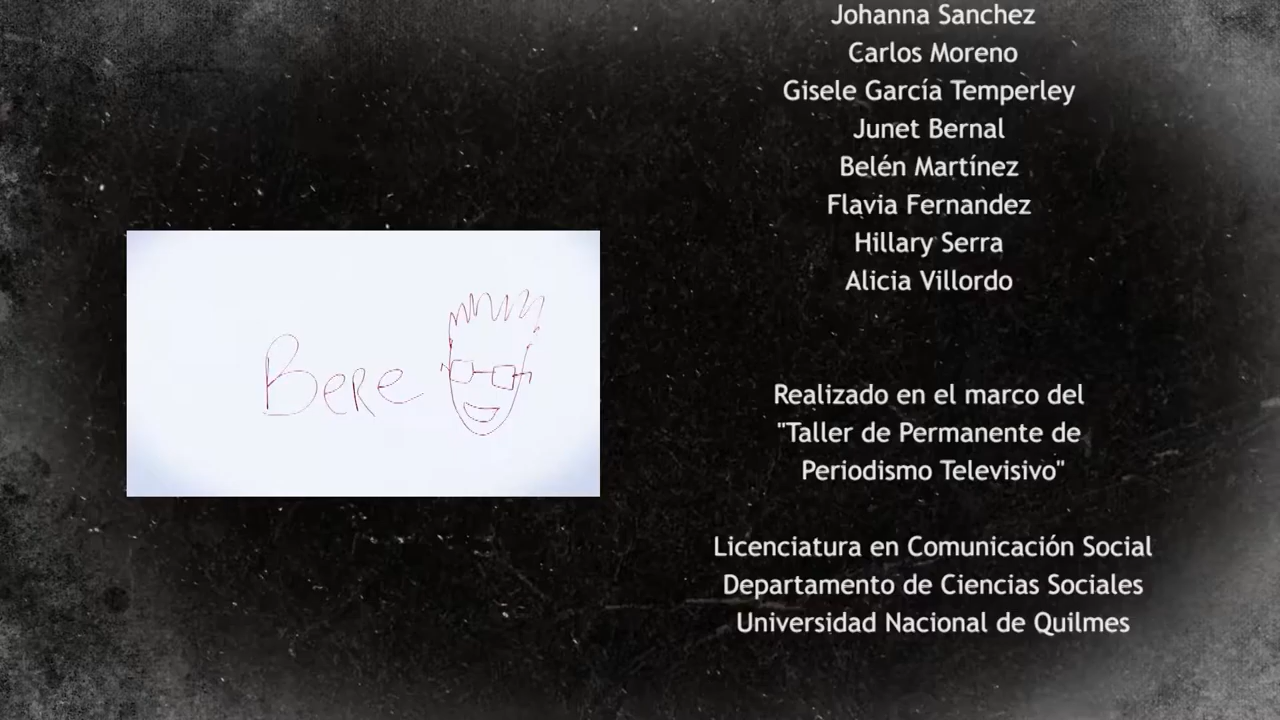 Johanna Sanchez
Carlos Moreno
Gisele García Temperley
Junet Bernal
Belén Martínez
Flavia Fernandez
Hillary Serra
Alicia Villordo
Bere
Realizado en el marco del
"Taller de Permanente de
Periodismo Televisivo"
Licenciatura en Comunicación Social
Departamento de Ciencias Sociales
Universidad Nacional de Quilmes